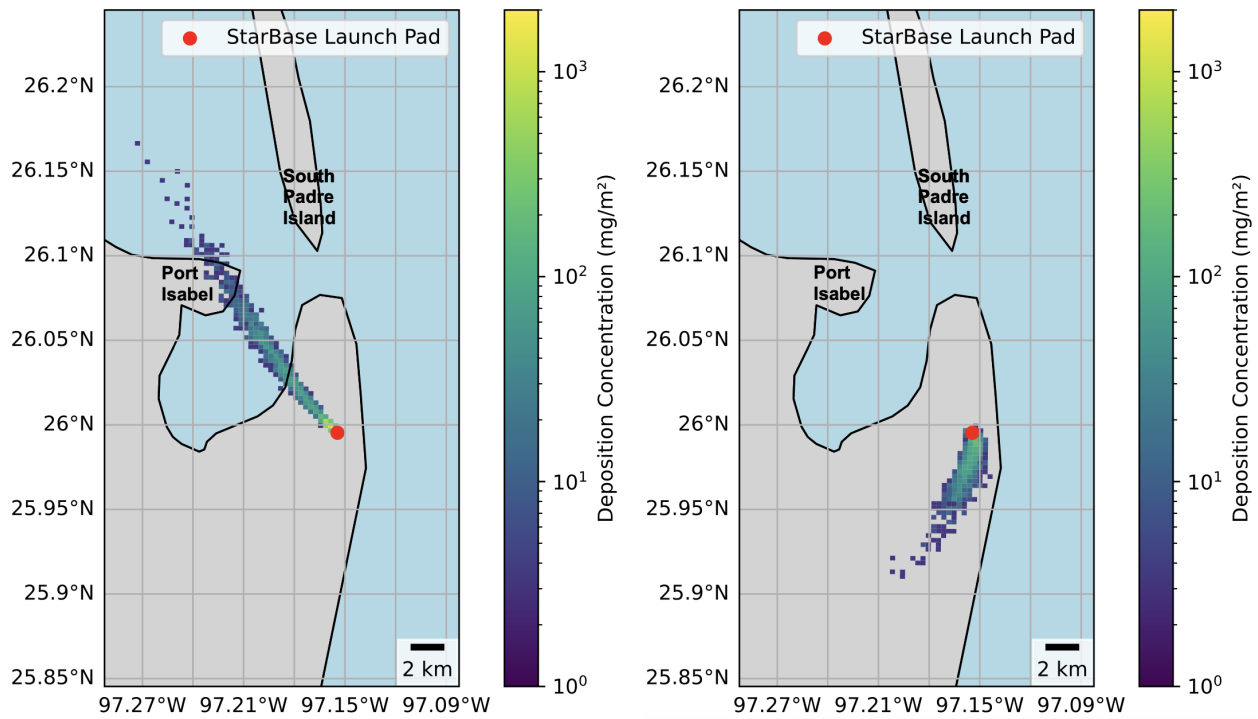 StarBase Launch Pad
26.2°N
26.15°N
26.1°N
26.05°N
26°N
25.95°N
25.9°N
25.85°N
97.27°W 97.21°W 97.15°W 97.09°W
South
Padre
Island
Port
Isabel
2 km
10³
10²
10¹
10⁰
Deposition Concentration (mg/m²)
StarBase Launch Pad
26.2°N
26.15°N
26.1°N
26.05°N
26°N
25.95°N
25.9°N
25.85°N
97.27°W 97.21°W 97.15°W 97.09°W
South
Padre
Island
Port
Isabel
2 km
10³
10²
10¹
10⁰
Deposition Concentration (mg/m²)